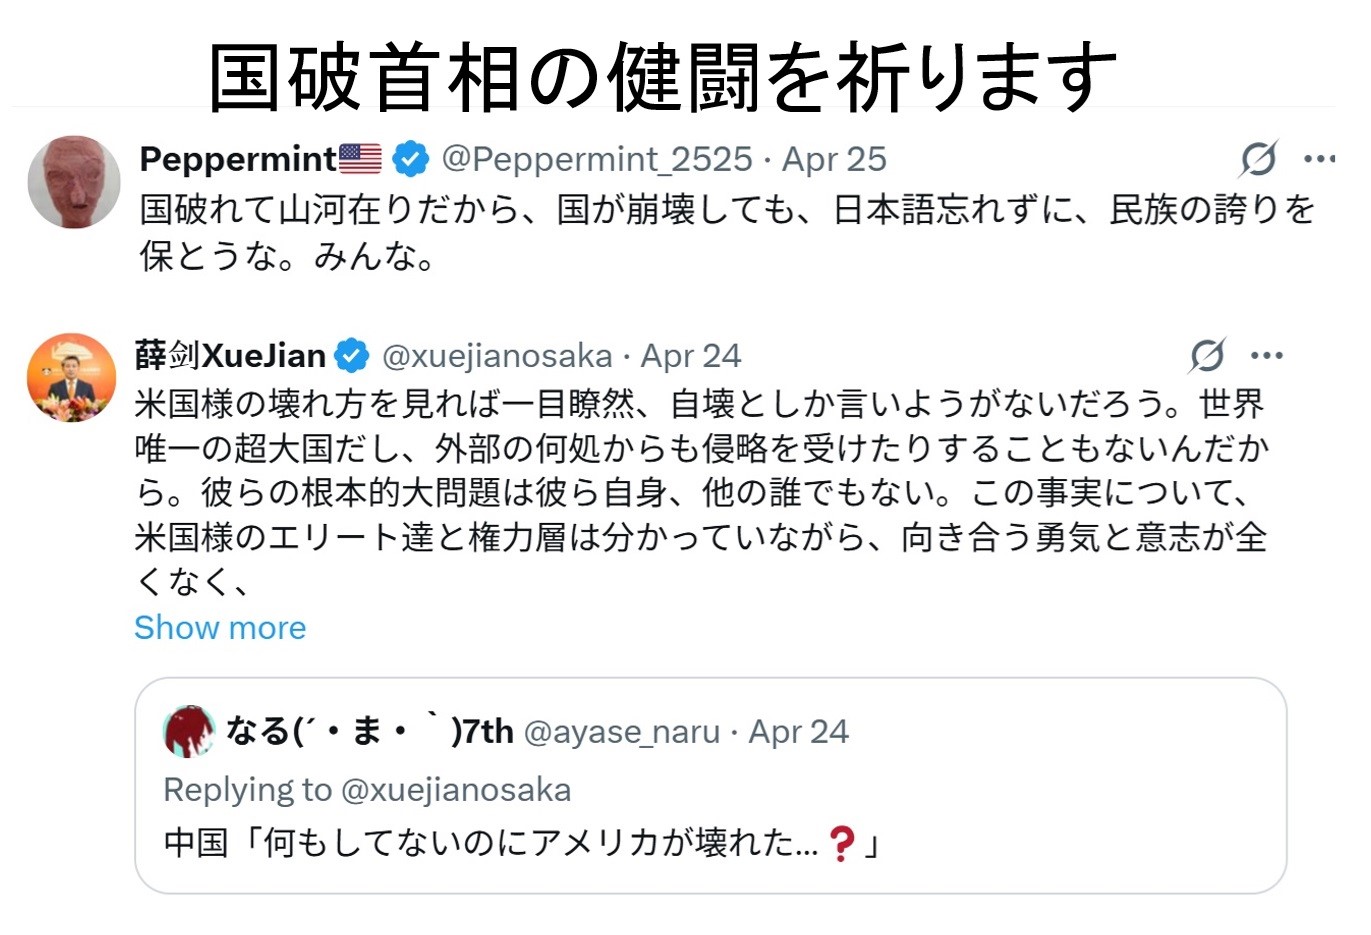 国破首相の健闘を祈ります
Peppermint🇺🇸 @Peppermint_2525 · Apr 25
国破れて山河在りだから、国が崩壊しても、日本語忘れずに、民族の誇りを
保とうな。みんな。
薛剑XueJian @xuejianosaka · Apr 24
米国様の壊れ方を見れば一目瞭然、自壊としか言いようがないだろう。世界
唯一の超大国だし、外部の何処からも侵略を受けたりすることもないんだか
ら。彼らの根本的大問題は彼ら自身、他の誰でもない。この事実について、
米国様のエリート達と権力層は分かっていながら、向き合う勇気と意志が全
くなく、
Show more
なる(´・ま・｀)7th @ayase_naru · Apr 24
Replying to @xuejianosaka
中国「何もしてないのにアメリカが壊れた...❓」